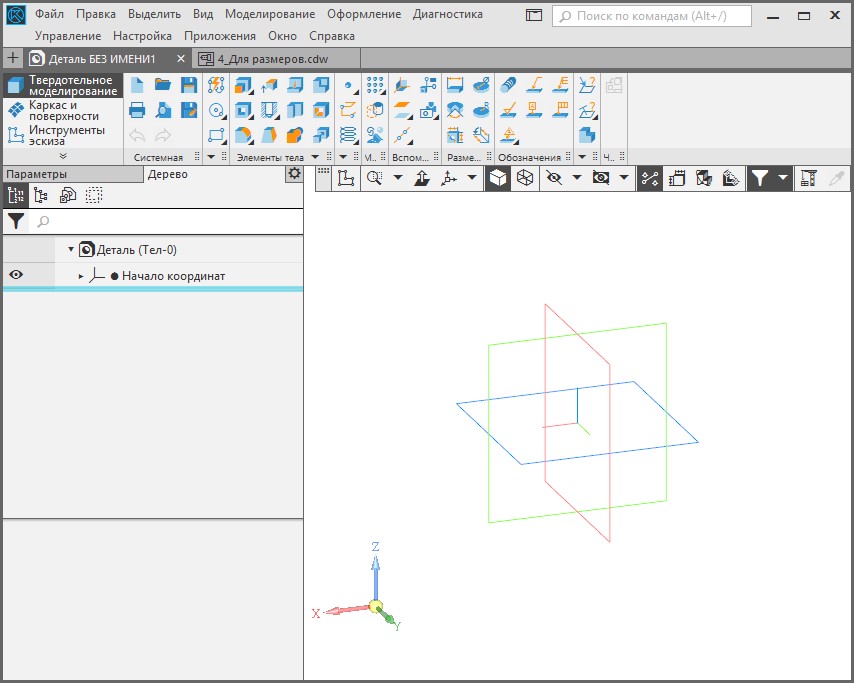 Файл Правка Выделить Вид Моделирование Оформление Диагностика
Поиск по командам (Alt+/)
Управление Настройка Приложения Окно Справка
Деталь БЕЗ ИМЕНИ1
4_Для размеров.cdw
Твердотельное
моделирование
Каркас и
поверхности
Инструменты
эскиза
Системная
Элементы тела
М...
Вспом...
Разме...
Обозначения
Ч...
Параметры
Дерево
Деталь (Тел-0)
Начало координат
Z
X
Y